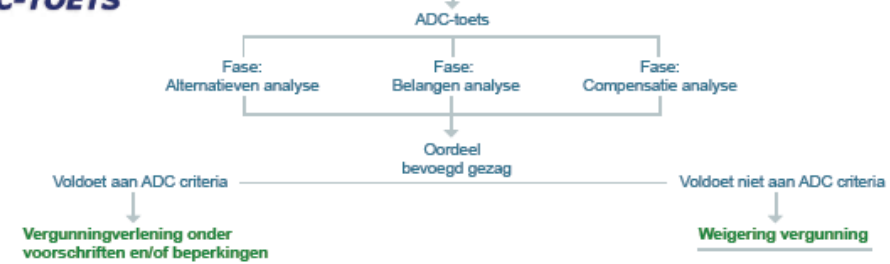 C-TOETS
ADC-toets
Fase:
Alternatieven analyse
Fase:
Belangen analyse
Fase:
Compensatie analyse
Oordeel
bevoegd gezag
Voldoet aan ADC criteria
Voldoet niet aan ADC criteria
Vergunningverlening onder
voorschriften en/of beperkingen
Weigering vergunning